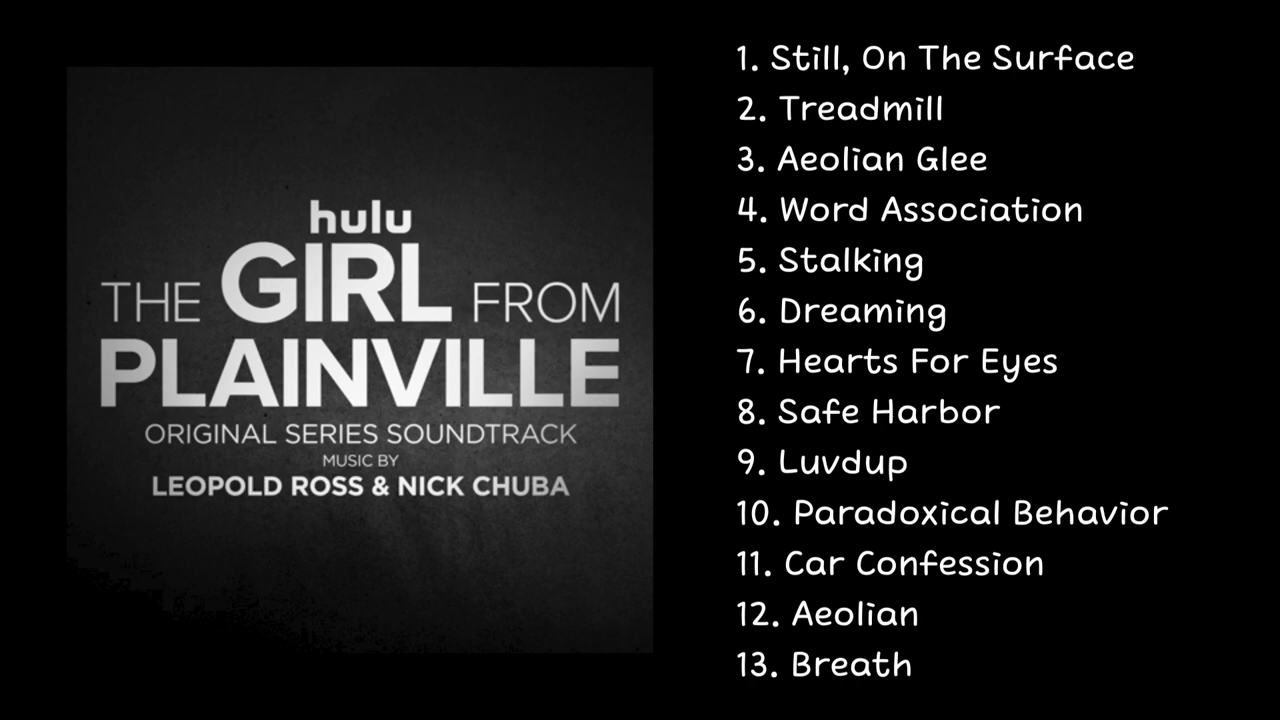 hulu
THE GIRL FROM
PLAINVILLE
ORIGINAL SERIES SOUNDTRACK
MUSIC BY
LEOPOLD ROSS & NICK CHUBA
1. Still, On The Surface
2. Treadmill
3. Aeolian Glee
4. Word Association
5. Stalking
6. Dreaming
7. Hearts For Eyes
8. Safe Harbor
9. Luvdup
10. Paradoxical Behavior
11. Car Confession
12. Aeolian
13. Breath